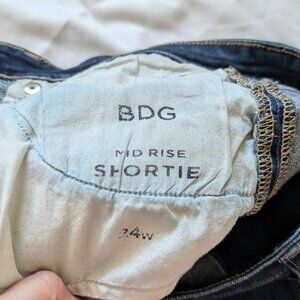 BDG
MID RISE
SHORTIE
24W